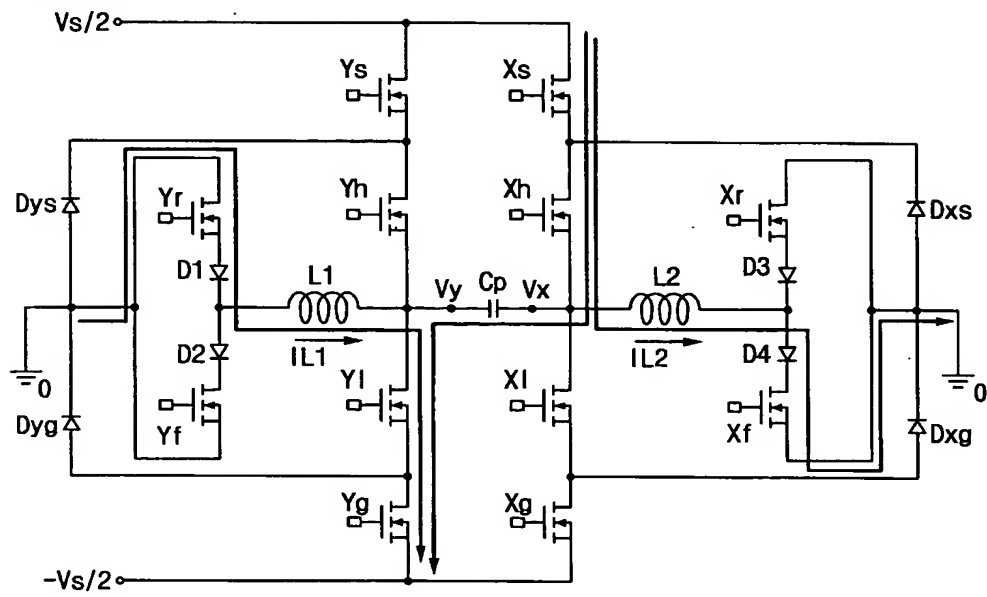 Vs/2
Ys Xs
Yh Xh
Dys Yr Xr Dxs
D1 L1 Vy Cp Vx L2 D3
D2 IL1 IL2 D4
0 0
Dyg Yf Yl Xl Xf Dxg
Yg Xg
-Vs/2